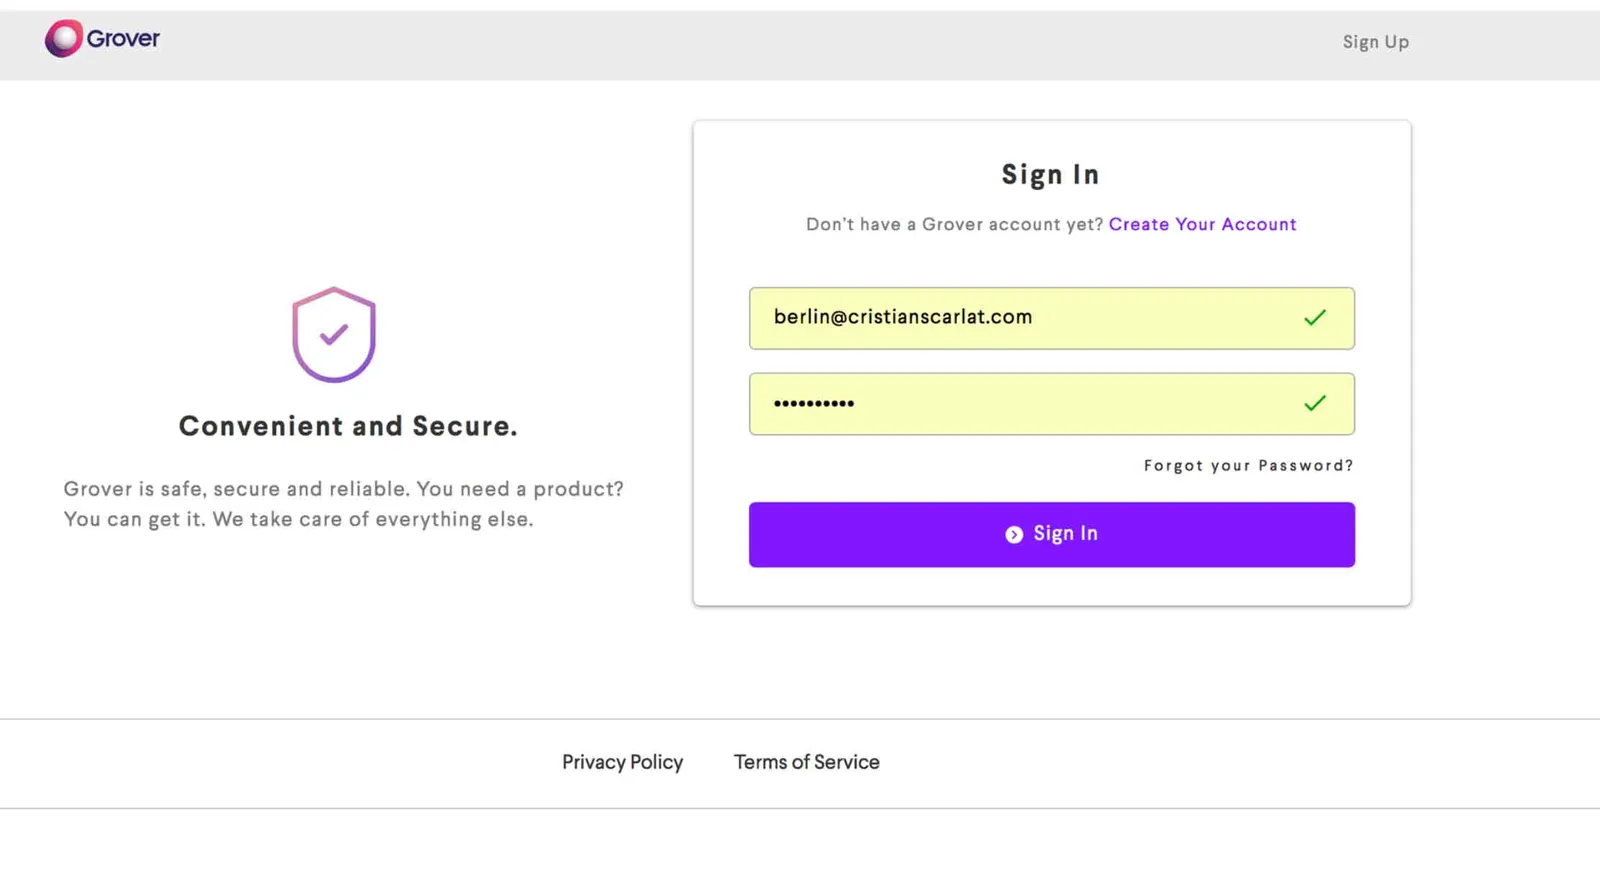 Grover
Sign Up
Sign In
Don't have a Grover account yet? Create Your Account
berlin@cristianscarlat.com
••••••••••
Forgot your Password?
Sign In
Convenient and Secure.
Grover is safe, secure and reliable. You need a product?
You can get it. We take care of everything else.
Privacy Policy
Terms of Service